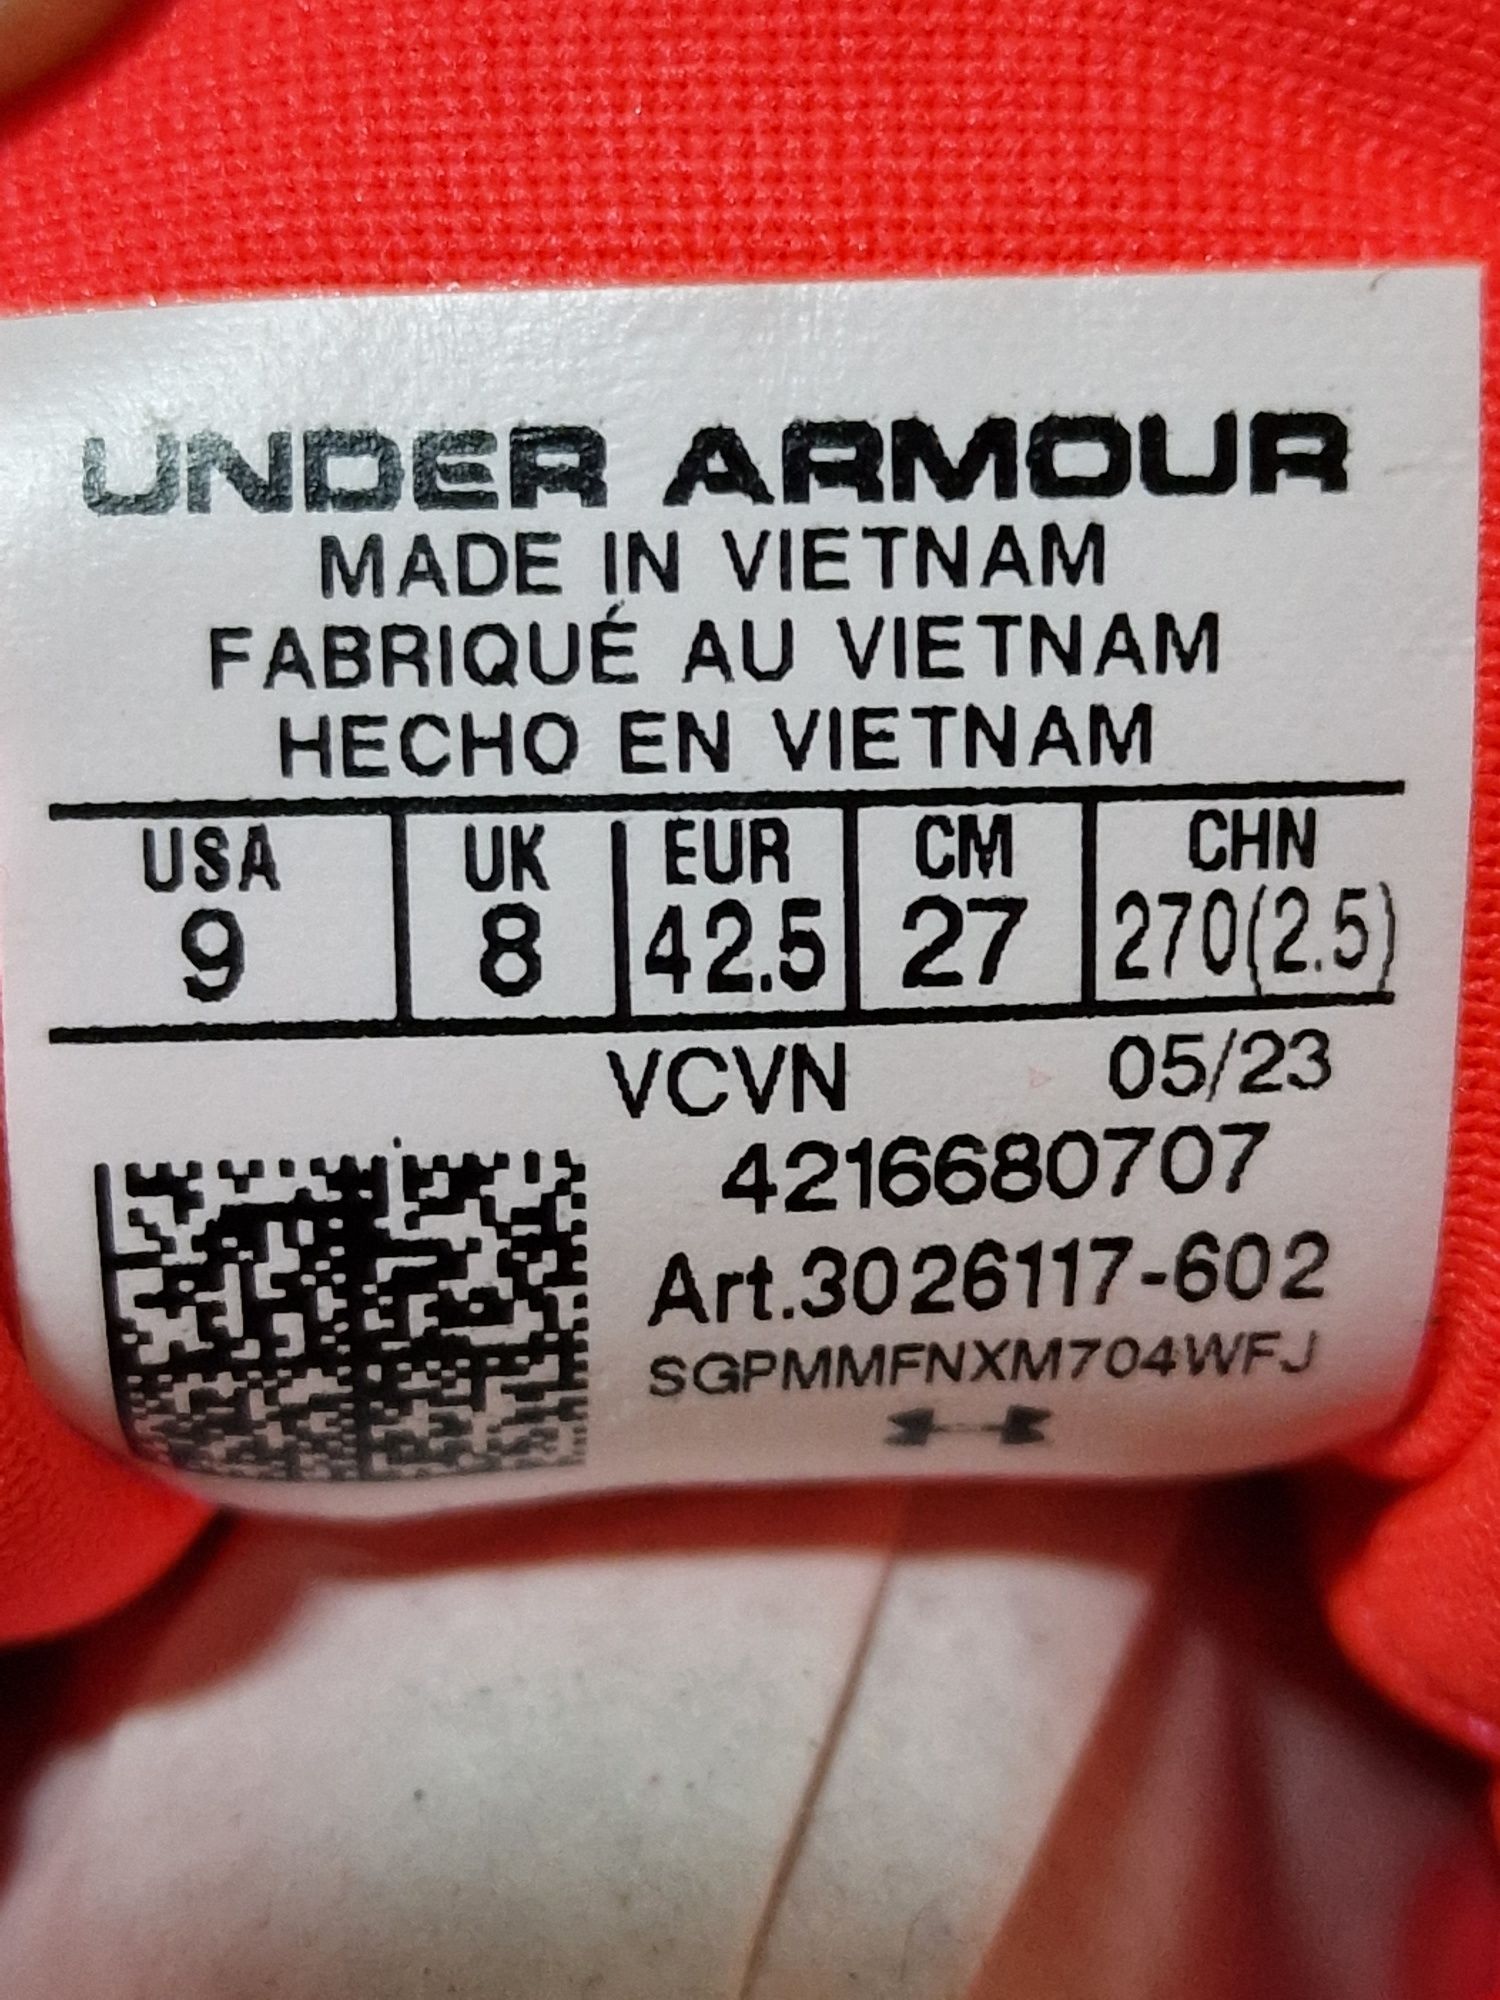 UNDER ARMOUR
MADE IN VIETNAM
FABRIQUÉ AU VIETNAM
HECHO EN VIETNAM
USA UK EUR CM CHN
9 8 42.5 27 270(2.5)
VCVN 05/23
4216680707
Art.3026117-602
SGPMMFNXM704WFJ